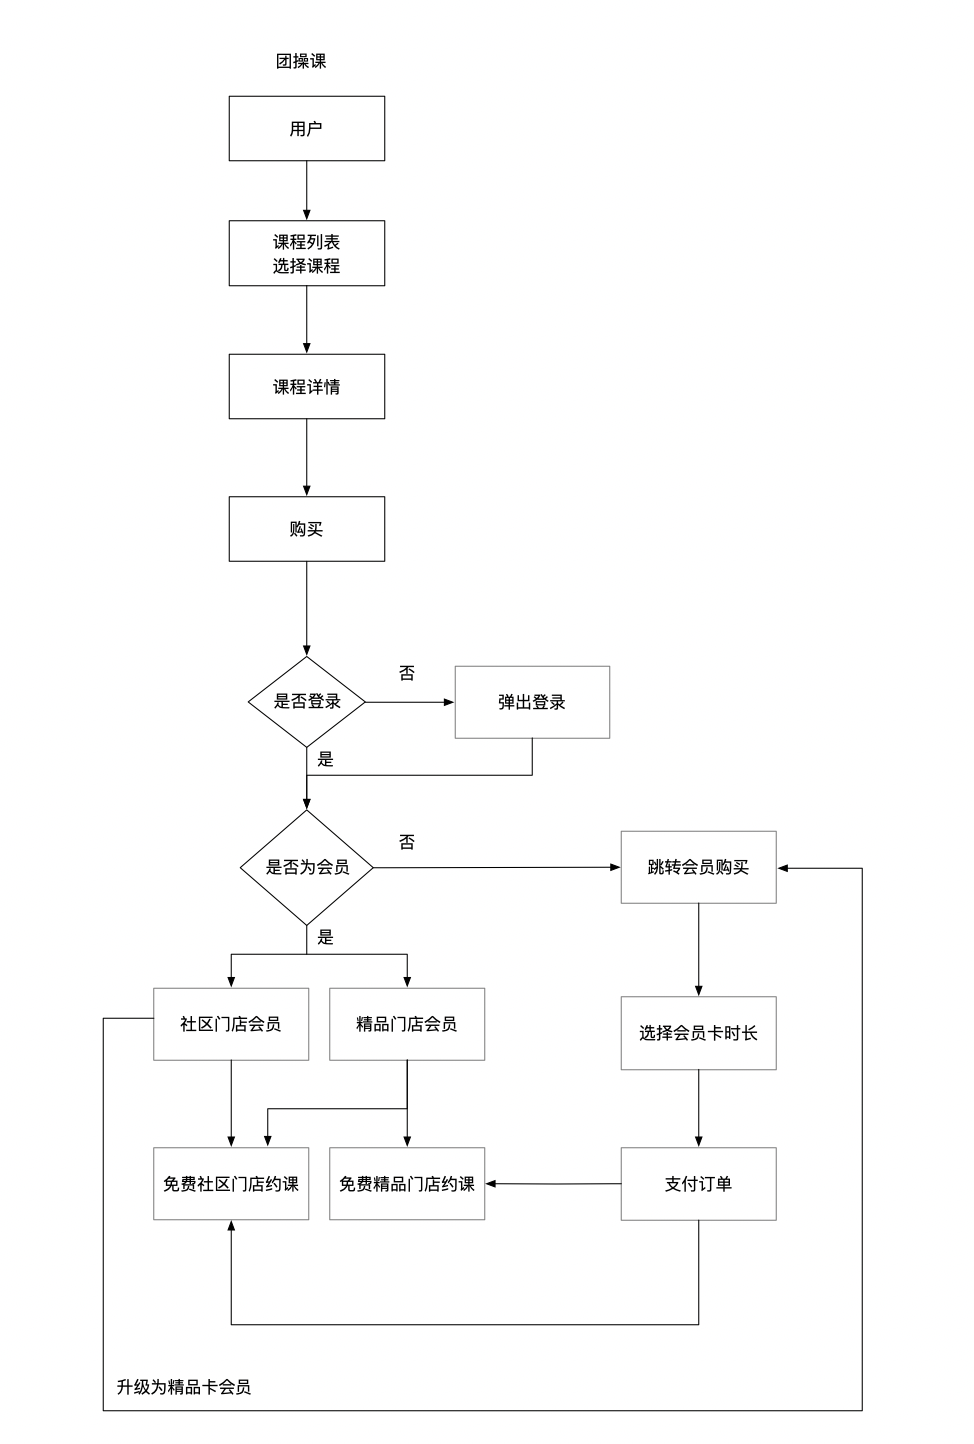 团操课
用户
课程列表
选择课程
课程详情
购买
是否登录
否
弹出登录
是
是否为会员
否
跳转会员购买
是
社区门店会员
精品门店会员
选择会员卡时长
免费社区门店约课
免费精品门店约课
支付订单
升级为精品卡会员